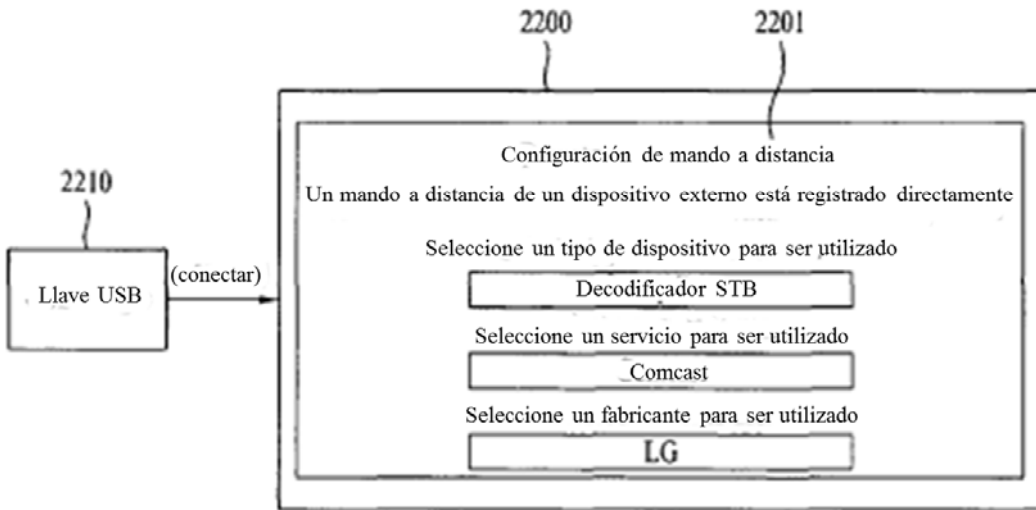 2200
2201
Configuración de mando a distancia
2210
Un mando a distancia de un dispositivo externo está registrado directamente
Seleccione un tipo de dispositivo para ser utilizado
(conectar)
Llave USB
Decodificador STB
Seleccione un servicio para ser utilizado
Comcast
Seleccione un fabricante para ser utilizado
LG